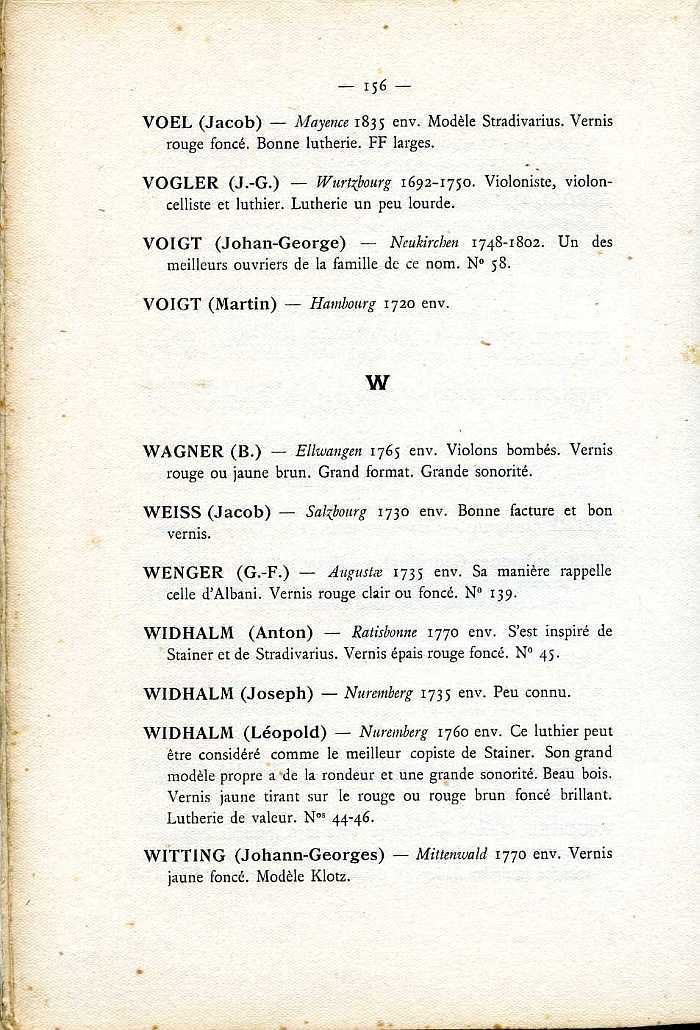 — 156 —
VOEL (Jacob) — Mayence 1835 env. Modèle Stradivarius. Vernis
rouge foncé. Bonne lutherie. FF larges.
VOGLER (J.-G.) — Wurtzbourg 1692-1750. Violoniste, violon-
celliste et luthier. Lutherie un peu lourde.
VOIGT (Johan-George) — Neukirchen 1748-1802. Un des
meilleurs ouvriers de la famille de ce nom. N° 58.
VOIGT (Martin) — Hambourg 1720 env.
W
WAGNER (B.) — Ellwangen 1765 env. Violons bombés. Vernis
rouge ou jaune brun. Grand format. Grande sonorité.
WEISS (Jacob) — Salzbourg 1730 env. Bonne facture et bon
vernis.
WENGER (G.-F.) — Augustæ 1735 env. Sa manière rappelle
celle d'Albani. Vernis rouge clair ou foncé. N° 139.
WIDHALM (Anton) — Ratisbonne 1770 env. S'est inspiré de
Stainer et de Stradivarius. Vernis épais rouge foncé. N° 45.
WIDHALM (Joseph) — Nuremberg 1735 env. Peu connu.
WIDHALM (Léopold) — Nuremberg 1760 env. Ce luthier peut
être considéré comme le meilleur copiste de Stainer. Son grand
modèle propre a de la rondeur et une grande sonorité. Beau bois.
Vernis jaune tirant sur le rouge ou rouge brun foncé brillant.
Lutherie de valeur. Nos 44-46.
WITTING (Johann-Georges) — Mittenwald 1770 env. Vernis
jaune foncé. Modèle Klotz.